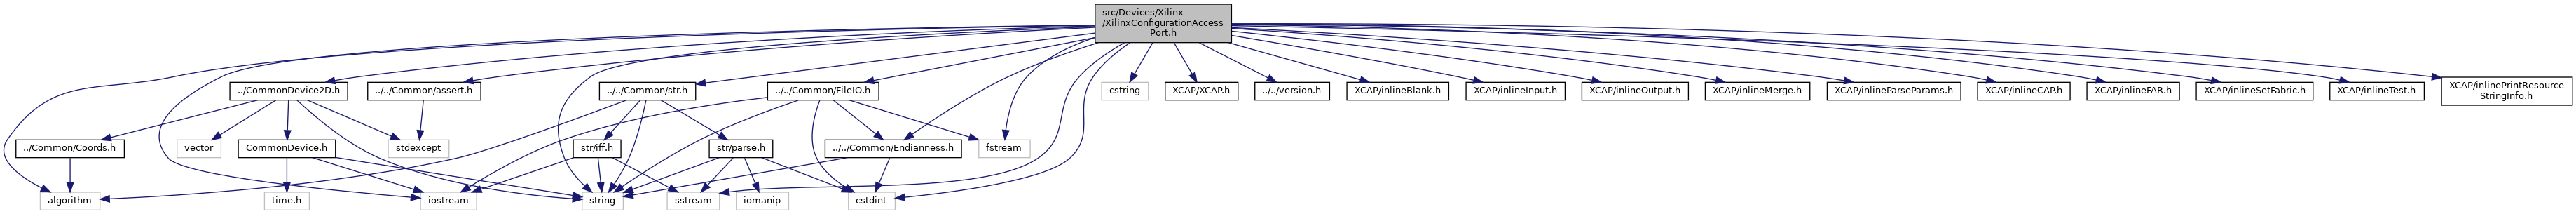 src/Devices/Xilinx
/XilinxConfigurationAccess
Port.h
../CommonDevice2D.h
../../Common/assert.h
../../Common/str.h
../../Common/FileIO.h
cstring
XCAP/XCAP.h
../../version.h
XCAP/inlineBlank.h
XCAP/inlineInput.h
XCAP/inlineOutput.h
XCAP/inlineMerge.h
XCAP/inlineParseParams.h
XCAP/inlineCAP.h
XCAP/inlineFAR.h
XCAP/inlineSetFabric.h
XCAP/inlineTest.h
XCAP/inlinePrintResource
StringInfo.h
../Common/Coords.h
vector
CommonDevice.h
stdexcept
str/iff.h
str/parse.h
../../Common/Endianness.h
fstream
algorithm
time.h
iostream
string
sstream
iomanip
cstdint